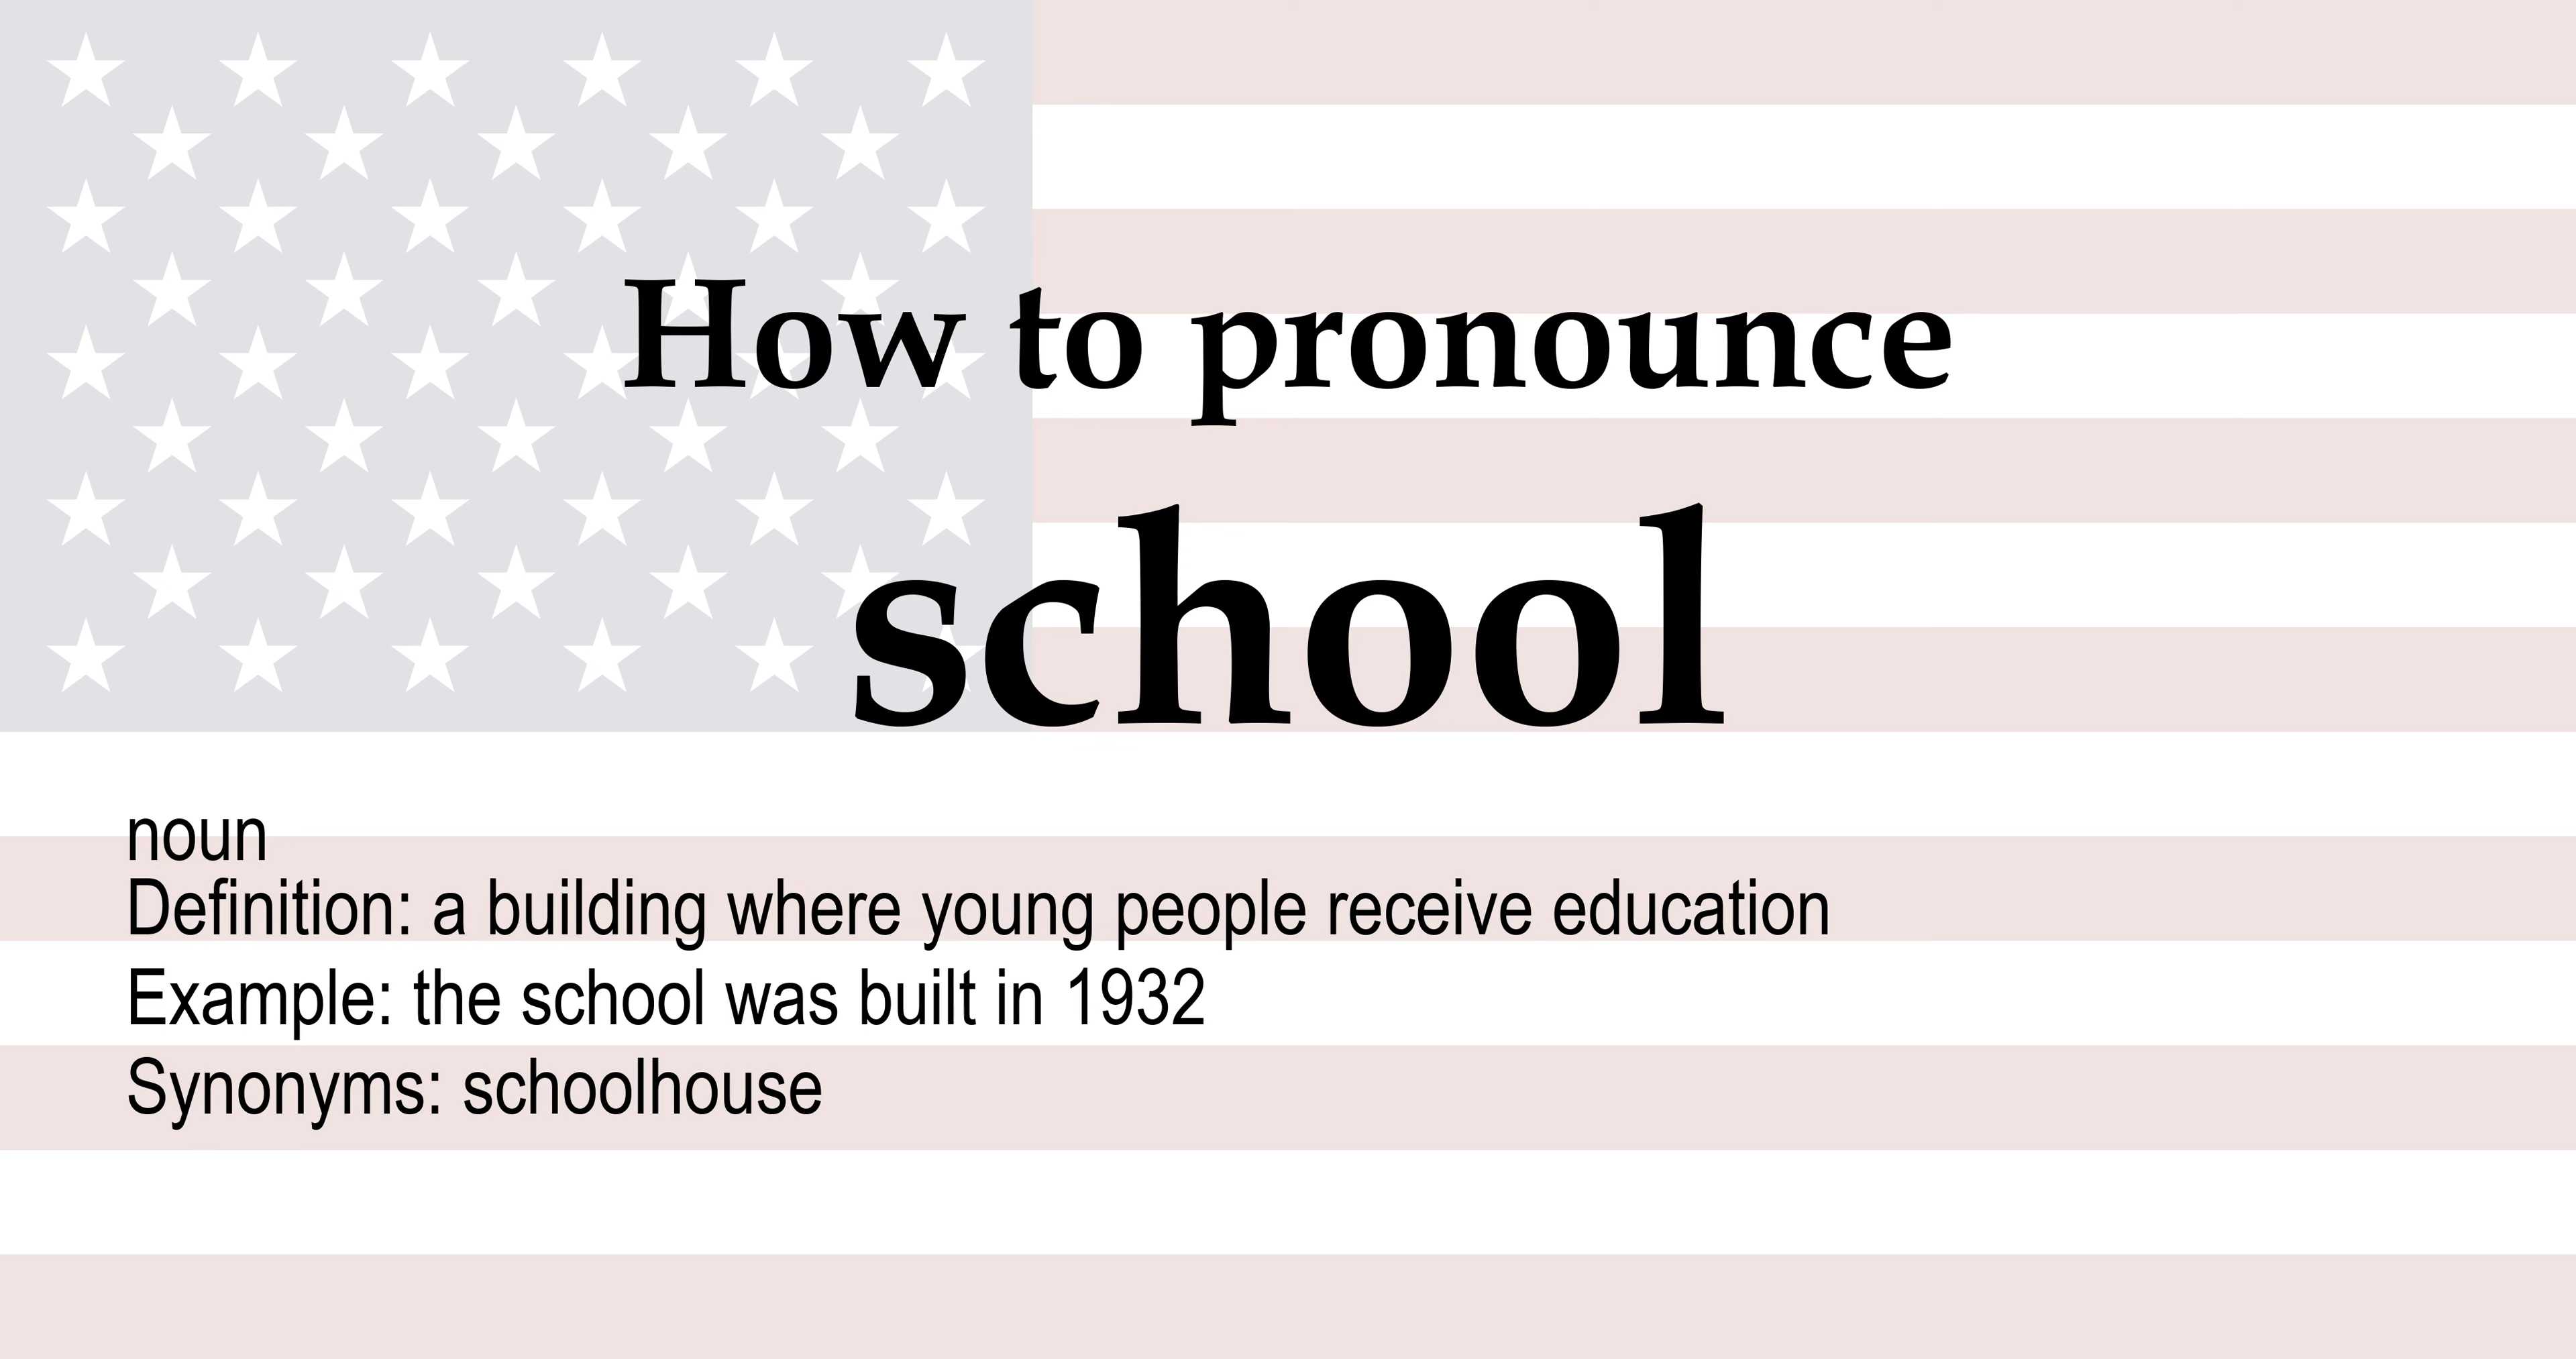 How to pronounce
school
noun
Definition: a building where young people receive education
Example: the school was built in 1932
Synonyms: schoolhouse